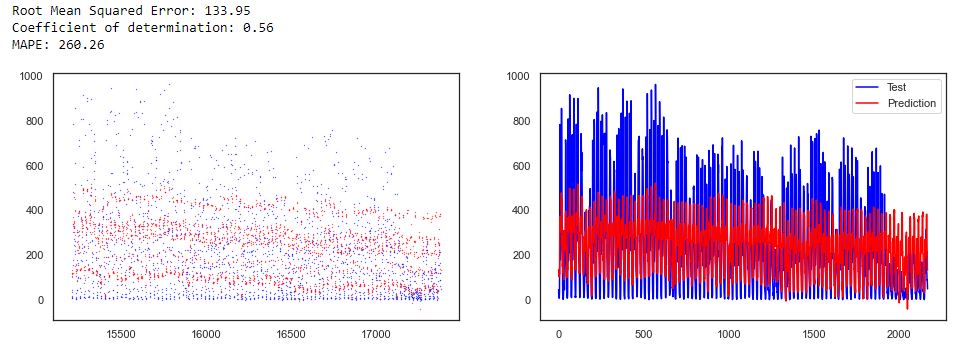 Root Mean Squared Error: 133.95
Coefficient of determination: 0.56
MAPE: 260.26
1000
800
600
400
200
0
15500 16000 16500 17000
1000
800
600
400
200
0
0 500 1000 1500 2000
Test
Prediction